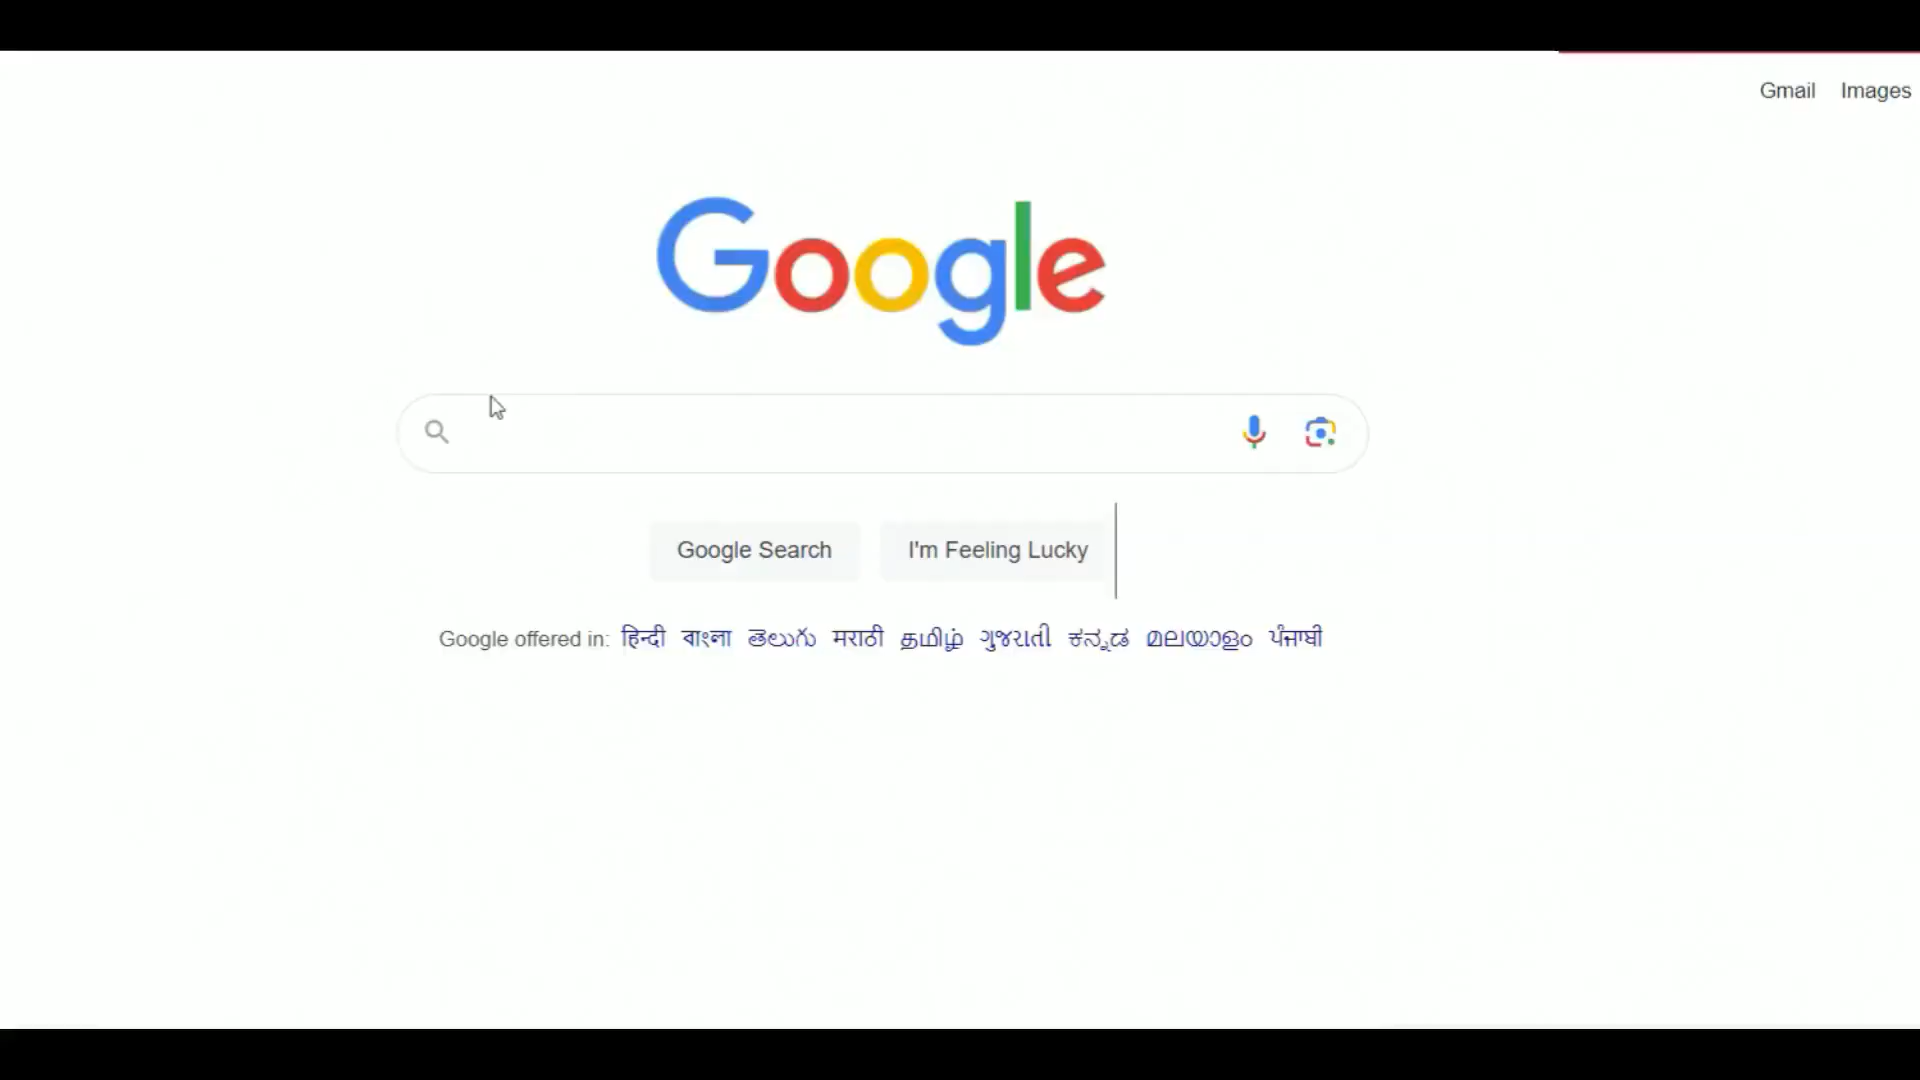 Gmail Images
Google
Google Search I'm Feeling Lucky
Google offered in: हिन्दी বাংলা తెలుగు मराठी தமிழ் ગુજરાતી ಕನ್ನಡ മലയാളം ਪੰਜਾਬੀ